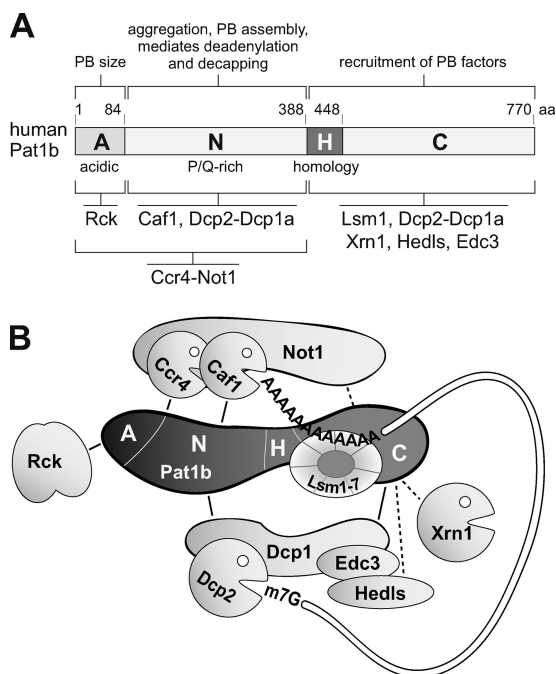 A
aggregation, PB assembly,
mediates deadenylation
PB size and decapping recruitment of PB factors
1 84 388 448 770 aa
human
Pat1b
A N H C
acidic P/Q-rich homology
Rck Caf1, Dcp2-Dcp1a Lsm1, Dcp2-Dcp1a
Xrn1, Hedls, Edc3
Ccr4-Not1
B
Not1
Ccr4 Caf1
AAAAAAAAAAAAA
A N H C
Pat1b
Rck
Lsm1-7
Xrn1
Dcp1
Edc3
Dcp2
Hedls
m7G